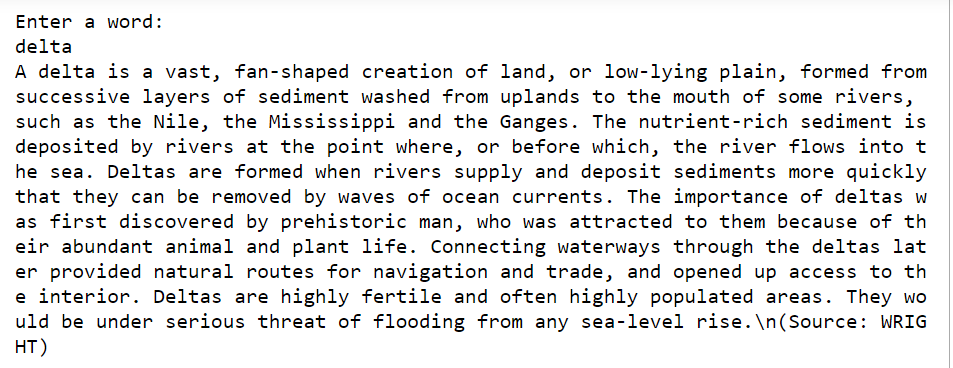 Enter a word:
delta
A delta is a vast, fan-shaped creation of land, or low-lying plain, formed from
successive layers of sediment washed from uplands to the mouth of some rivers,
such as the Nile, the Mississippi and the Ganges. The nutrient-rich sediment is
deposited by rivers at the point where, or before which, the river flows into t
he sea. Deltas are formed when rivers supply and deposit sediments more quickly
that they can be removed by waves of ocean currents. The importance of deltas w
as first discovered by prehistoric man, who was attracted to them because of th
eir abundant animal and plant life. Connecting waterways through the deltas lat
er provided natural routes for navigation and trade, and opened up access to th
e interior. Deltas are highly fertile and often highly populated areas. They wo
uld be under serious threat of flooding from any sea-level rise.\n(Source: WRIG
HT)